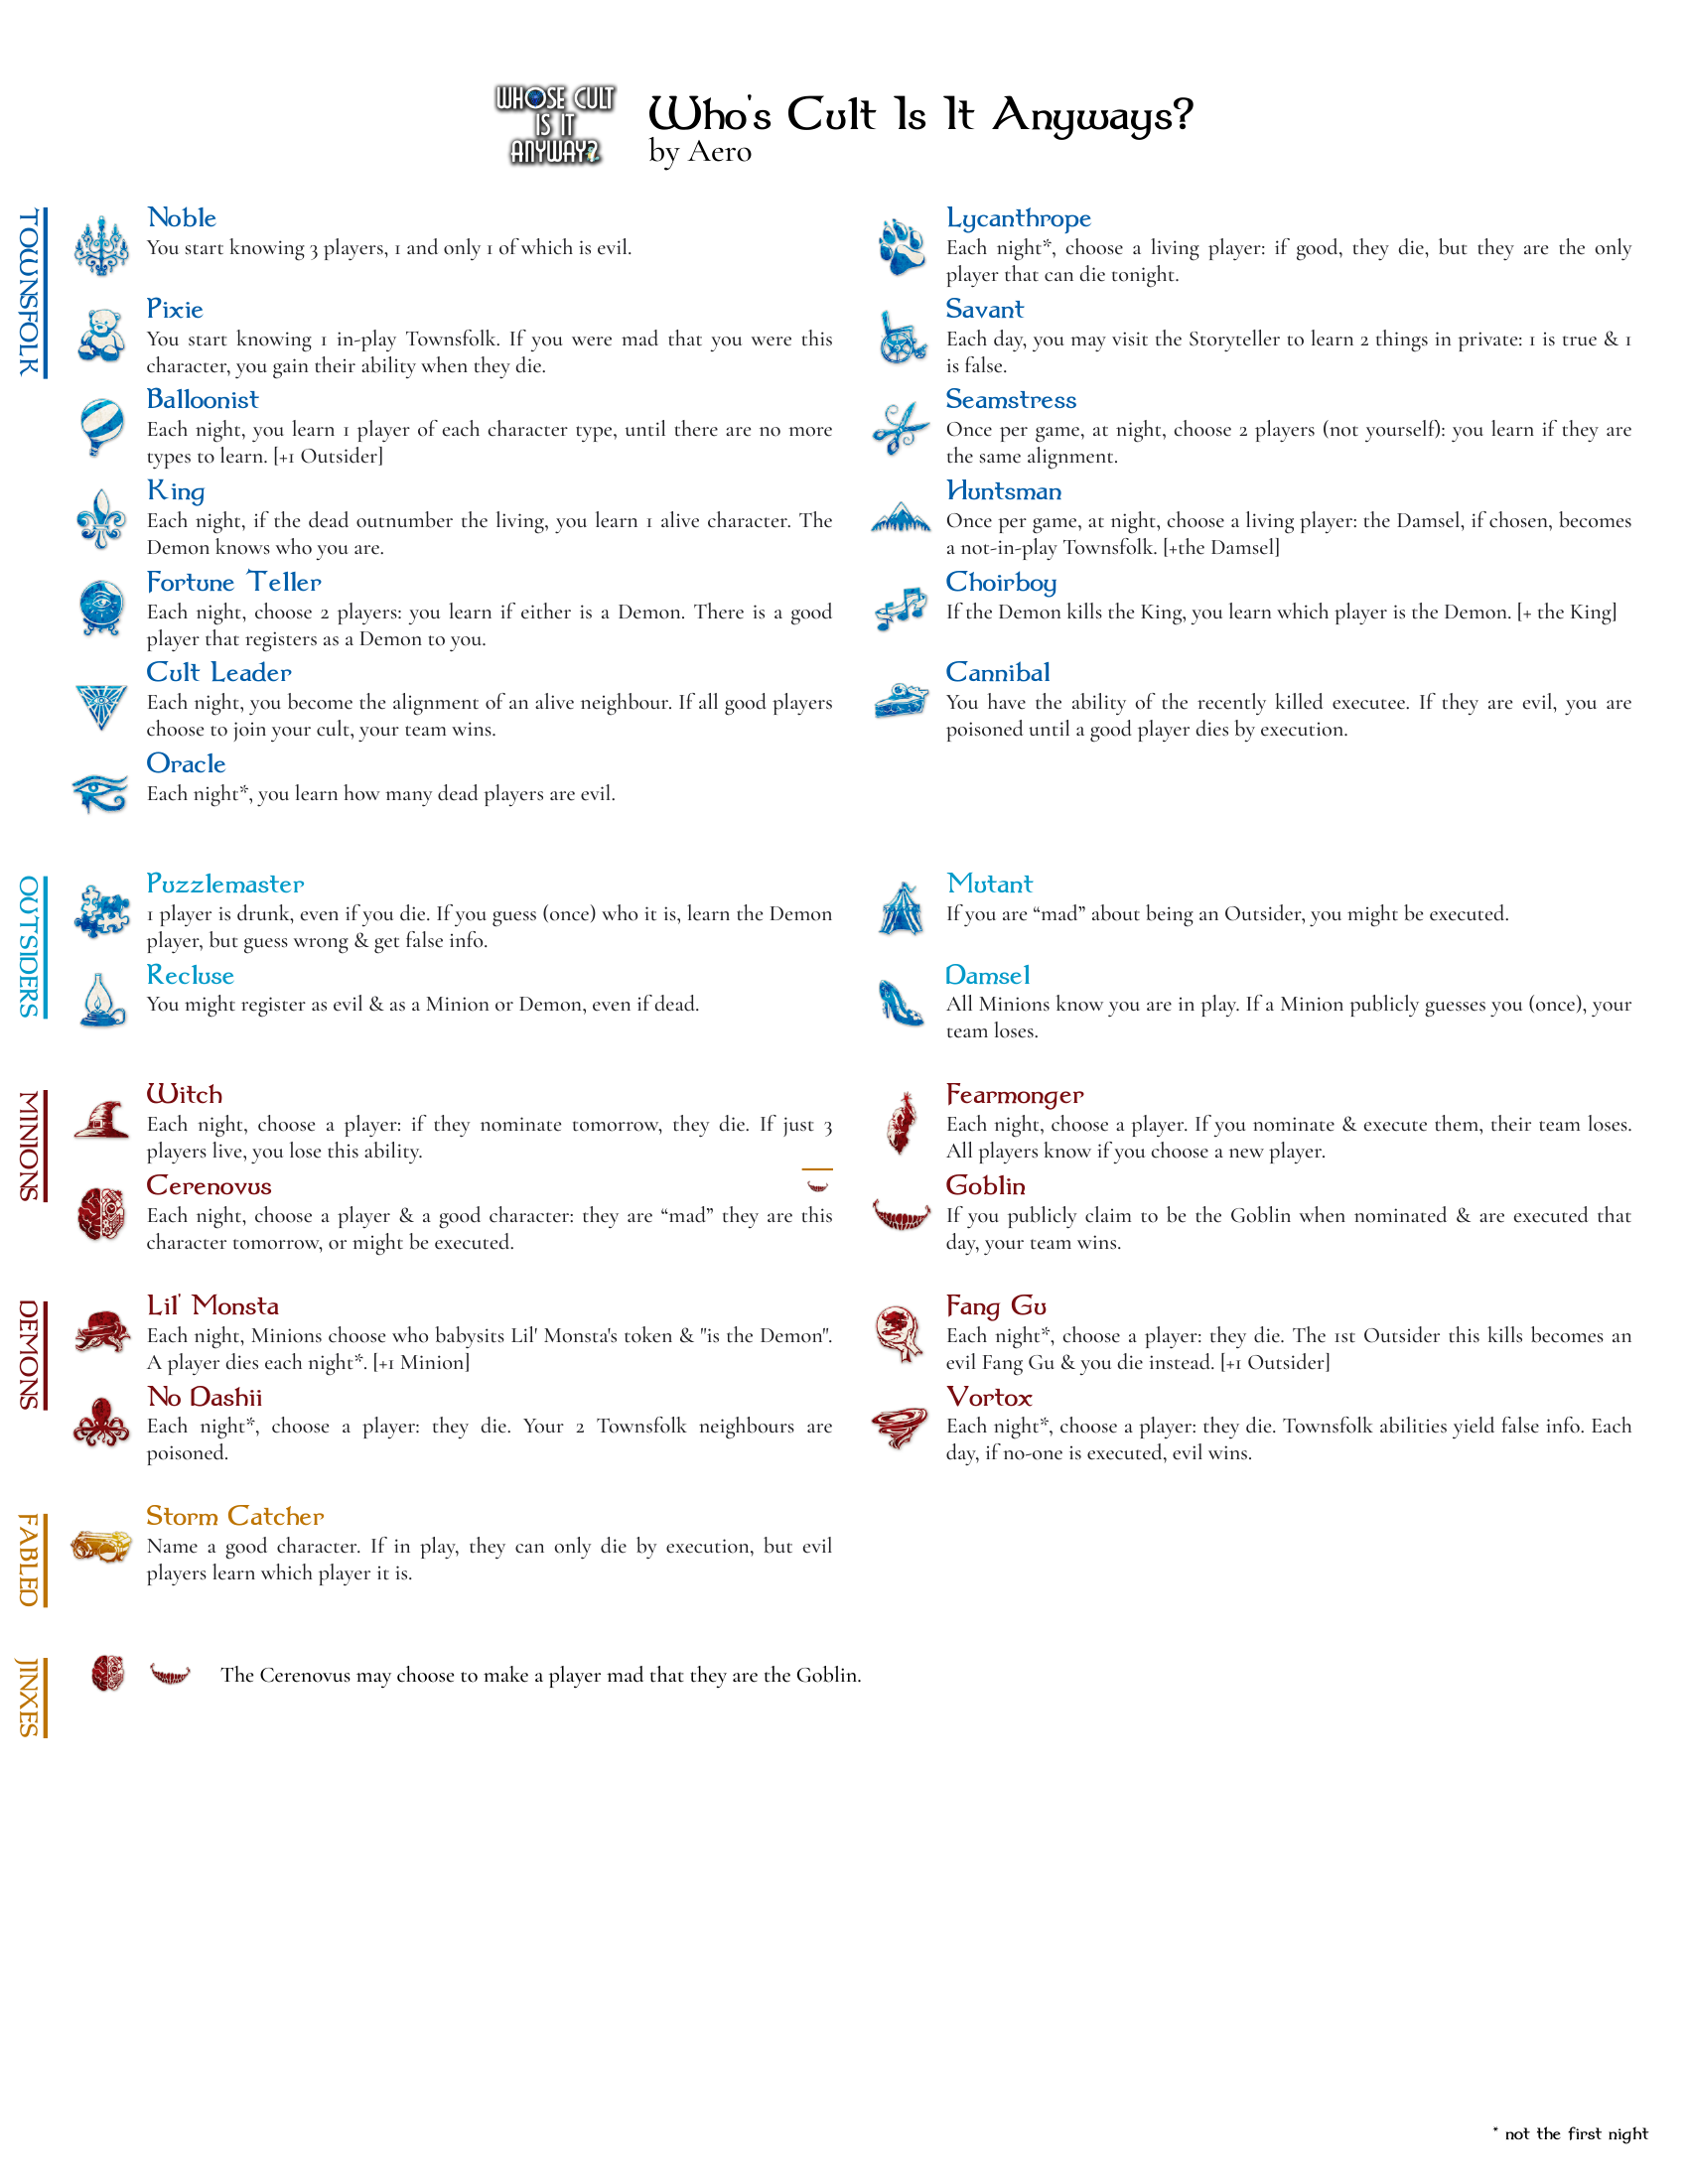 WHOSE CULT
IS IT
ANYWAY?
Who's Cult Is It Anyways?
by Aero
TOWNSFOLK
Noble
You start knowing 3 players, 1 and only 1 of which is evil.
Pixie
You start knowing 1 in-play Townsfolk. If you were mad that you were this
character, you gain their ability when they die.
Balloonist
Each night, you learn 1 player of each character type, until there are no more
types to learn. [+1 Outsider]
King
Each night, if the dead outnumber the living, you learn 1 alive character. The
Demon knows who you are.
Fortune Teller
Each night, choose 2 players: you learn if either is a Demon. There is a good
player that registers as a Demon to you.
Cult Leader
Each night, you become the alignment of an alive neighbour. If all good players
choose to join your cult, your team wins.
Oracle
Each night*, you learn how many dead players are evil.
Lycanthrope
Each night*, choose a living player: if good, they die, but they are the only
player that can die tonight.
Savant
Each day, you may visit the Storyteller to learn 2 things in private: 1 is true & 1
is false.
Seamstress
Once per game, at night, choose 2 players (not yourself): you learn if they are
the same alignment.
Huntsman
Once per game, at night, choose a living player: the Damsel, if chosen, becomes
a not-in-play Townsfolk. [+the Damsel]
Choirboy
If the Demon kills the King, you learn which player is the Demon. [+ the King]
Cannibal
You have the ability of the recently killed executee. If they are evil, you are
poisoned until a good player dies by execution.
OUTSIDERS
Puzzlemaster
1 player is drunk, even if you die. If you guess (once) who it is, learn the Demon
player, but guess wrong & get false info.
Recluse
You might register as evil & as a Minion or Demon, even if dead.
Mutant
If you are “mad” about being an Outsider, you might be executed.
Damsel
All Minions know you are in play. If a Minion publicly guesses you (once), your
team loses.
MINIONS
Witch
Each night, choose a player: if they nominate tomorrow, they die. If just 3
players live, you lose this ability.
Cerenovus
Each night, choose a player & a good character: they are “mad” they are this
character tomorrow, or might be executed.
Fearmonger
Each night, choose a player. If you nominate & execute them, their team loses.
All players know if you choose a new player.
Goblin
If you publicly claim to be the Goblin when nominated & are executed that
day, your team wins.
DEMONS
Lil' Monsta
Each night, Minions choose who babysits Lil' Monsta's token & "is the Demon".
A player dies each night*. [+1 Minion]
No Dashii
Each night*, choose a player: they die. Your 2 Townsfolk neighbours are
poisoned.
Fang Gu
Each night*, choose a player: they die. The 1st Outsider this kills becomes an
evil Fang Gu & you die instead. [+1 Outsider]
Vortox
Each night*, choose a player: they die. Townsfolk abilities yield false info. Each
day, if no-one is executed, evil wins.
FABLED
Storm Catcher
Name a good character. If in play, they can only die by execution, but evil
players learn which player it is.
JINXES
The Cerenovus may choose to make a player mad that they are the Goblin.
* not the first night